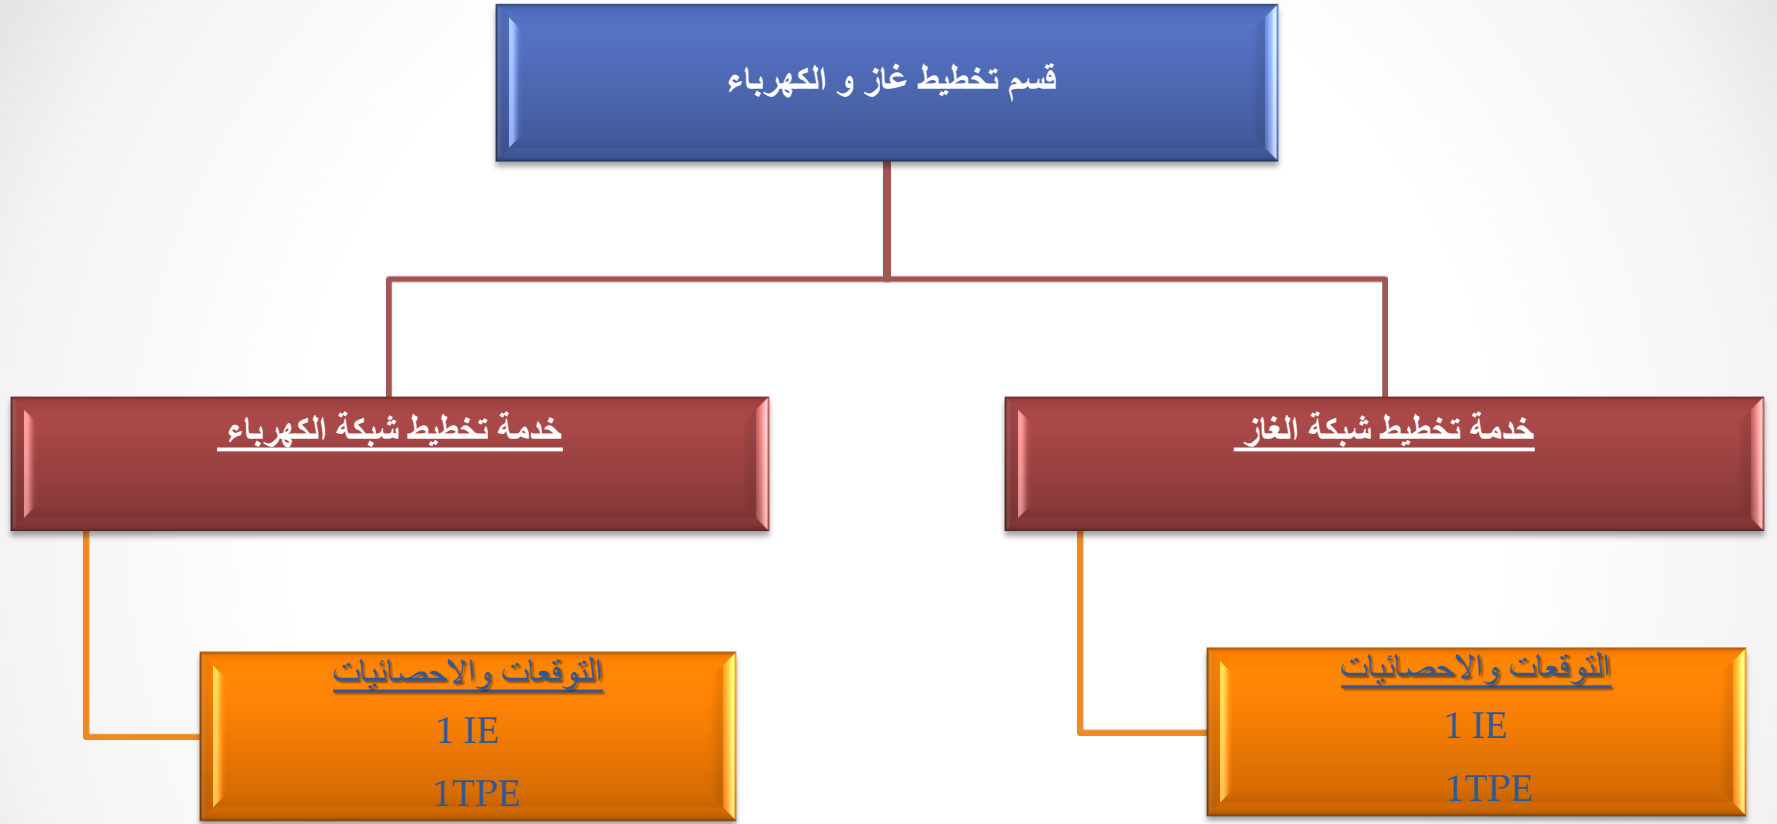 قسم تخطيط غاز و الكهرباء
خدمة تخطيط شبكة الغاز
خدمة تخطيط شبكة الكهرباء
التوقعات والاحصائيات
1 IE
1TPE
التوقعات والاحصائيات
1 IE
1TPE